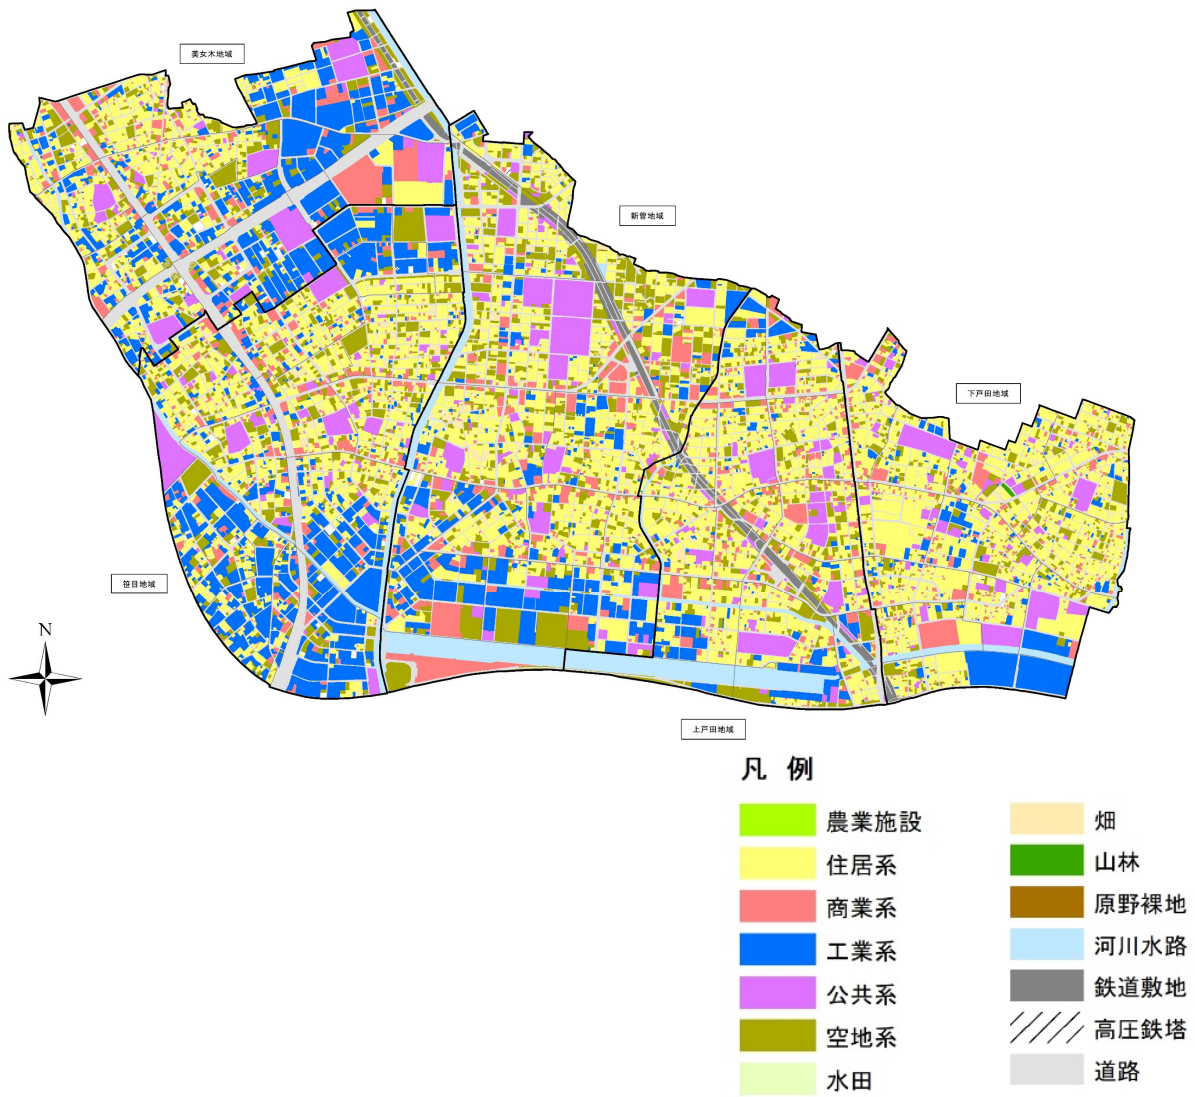 美女木地域
新曽地域
下戸田地域
笹目地域
N
上戸田地域
凡 例
農業施設
住居系
商業系
工業系
公共系
空地系
水田
畑
山林
原野裸地
河川水路
鉄道敷地
高圧鉄塔
道路